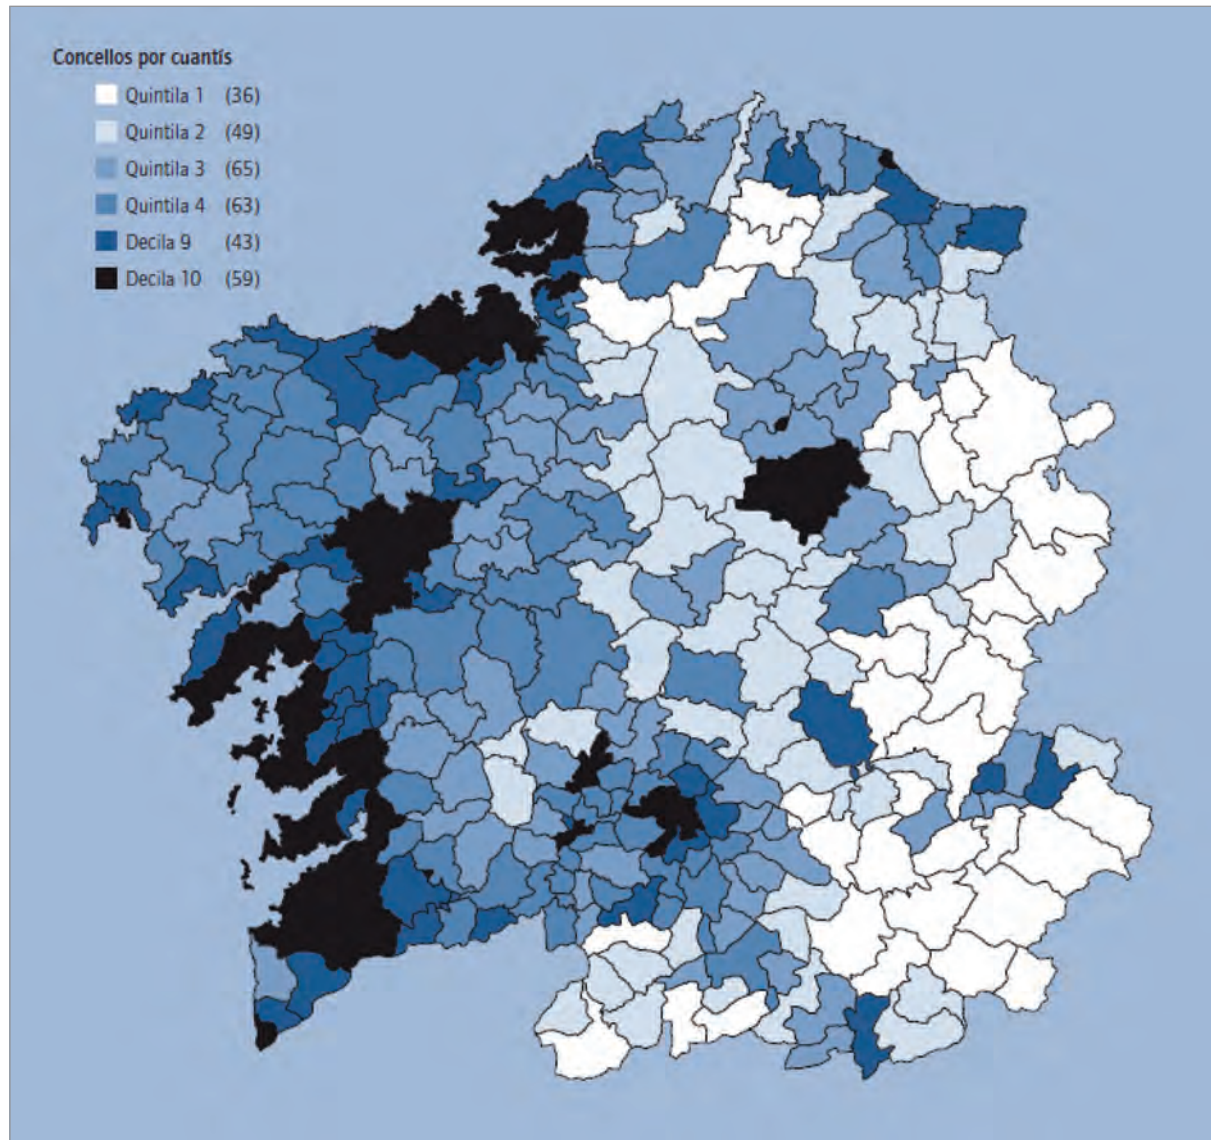 Concellos por cuantís
Quintila 1 (36)
Quintila 2 (49)
Quintila 3 (65)
Quintila 4 (63)
Decila 9 (43)
Decila 10 (59)